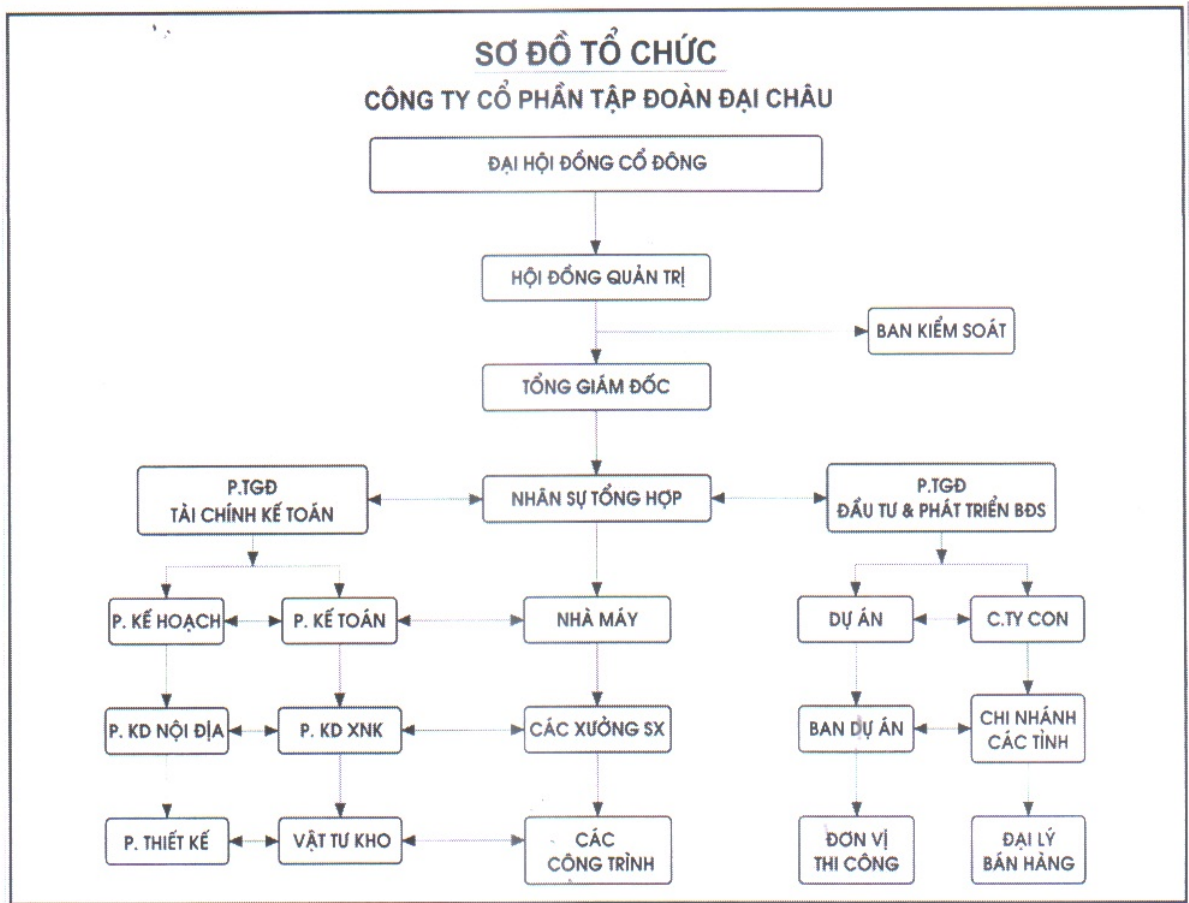 SƠ ĐỒ TỔ CHỨC
CÔNG TY CỔ PHẦN TẬP ĐOÀN ĐẠI CHÂU
ĐẠI HỘI ĐỒNG CỔ ĐÔNG
HỘI ĐỒNG QUẢN TRỊ
BAN KIỂM SOÁT
TỔNG GIÁM ĐỐC
P.TGĐ
TÀI CHÍNH KẾ TOÁN
NHÂN SỰ TỔNG HỢP
P.TGĐ
ĐẦU TƯ & PHÁT TRIỂN BĐS
P. KẾ HOẠCH
P. KẾ TOÁN
NHÀ MÁY
DỰ ÁN
C.TY CON
P. KD NỘI ĐỊA
P. KD XNK
CÁC XƯỞNG SX
BAN DỰ ÁN
CHI NHÁNH
CÁC TỈNH
P. THIẾT KẾ
VẬT TƯ KHO
CÁC
CÔNG TRÌNH
ĐƠN VỊ
THI CÔNG
ĐẠI LÝ
BÁN HÀNG